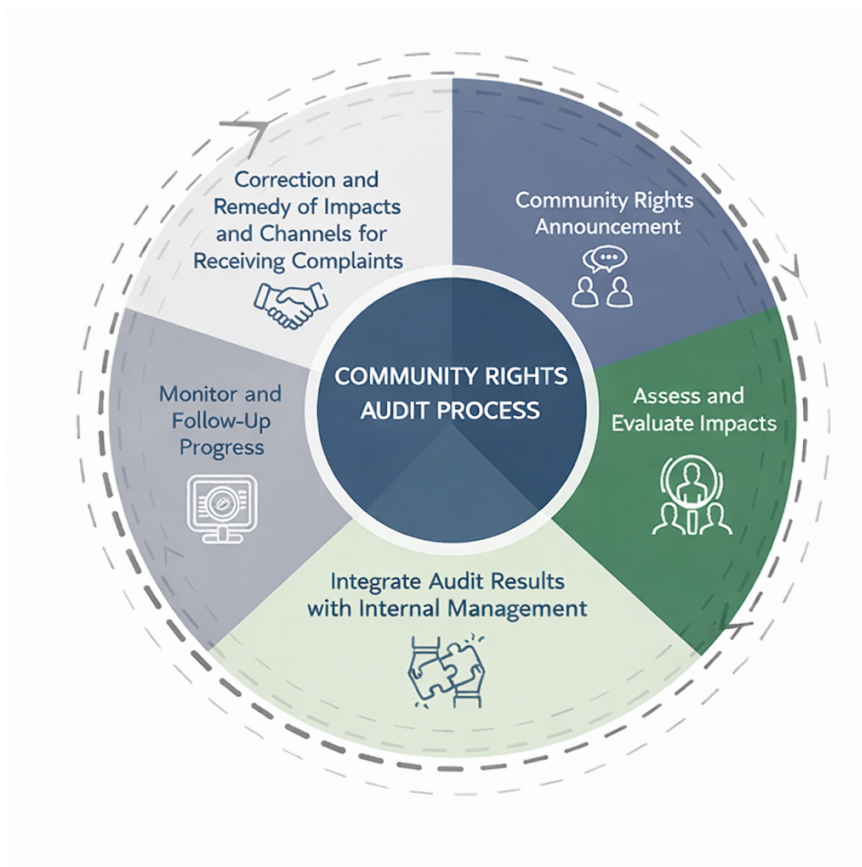 Correction and
Remedy of Impacts
and Channels for
Receiving Complaints
Community Rights
Announcement
COMMUNITY RIGHTS
AUDIT PROCESS
Monitor and
Follow-Up
Progress
Assess and
Evaluate Impacts
Integrate Audit Results
with Internal Management